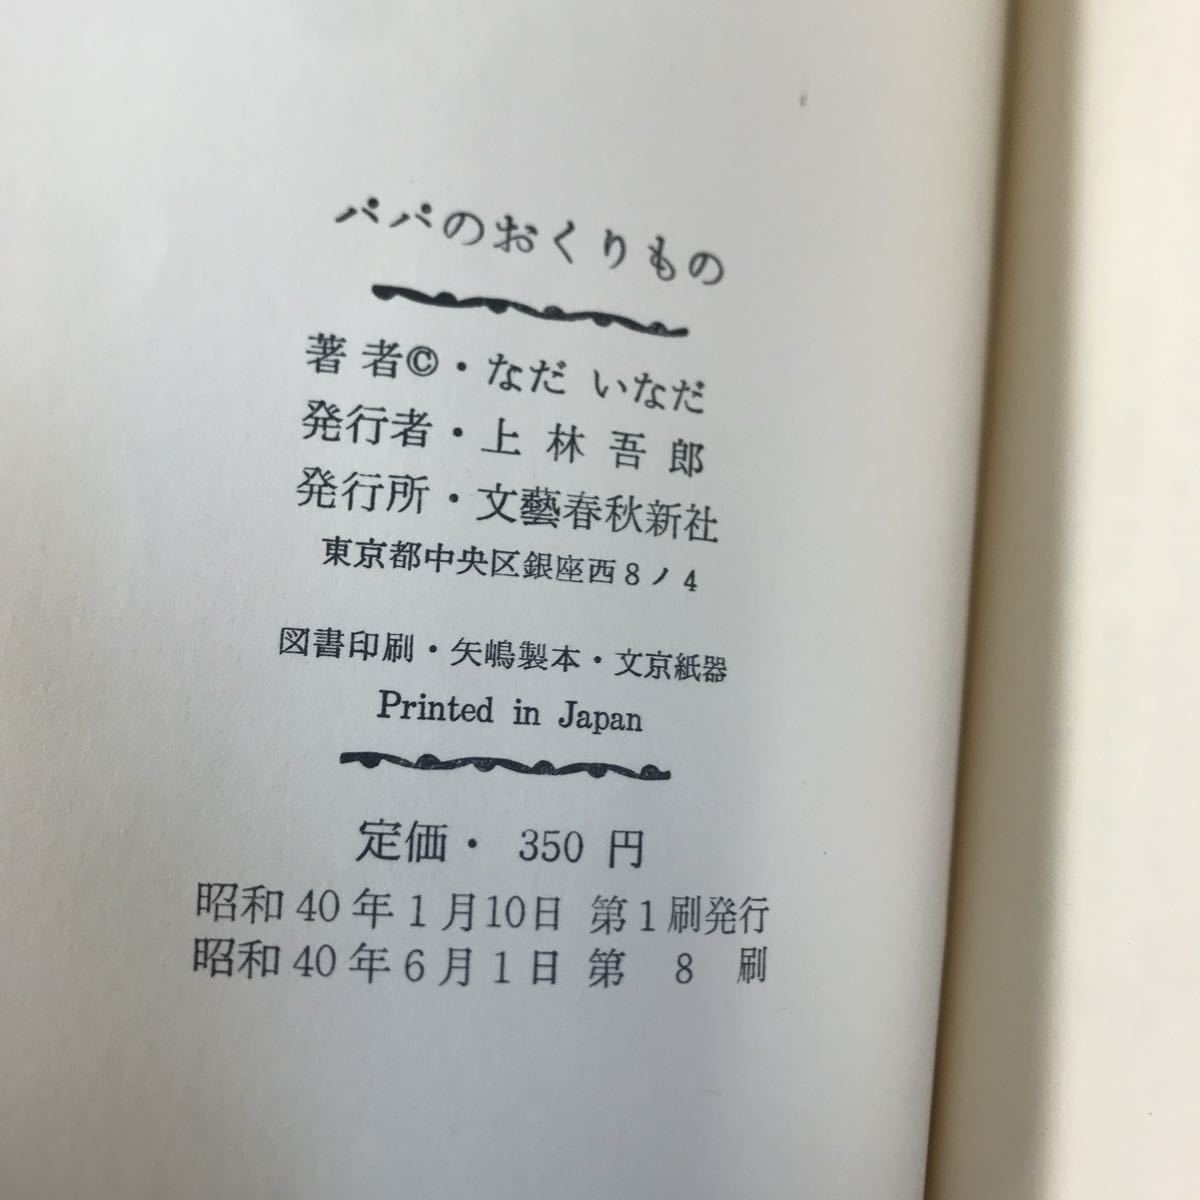 パパのおくりもの
著者©・なだ いなだ
発行者・上林吾郎
発行所・文藝春秋新社
東京都中央区銀座西8ノ4
図書印刷・矢嶋製本・文京紙器
Printed in Japan
定価・ 350 円
昭和40年1月10日 第1刷発行
昭和40年6月1日 第 8 刷